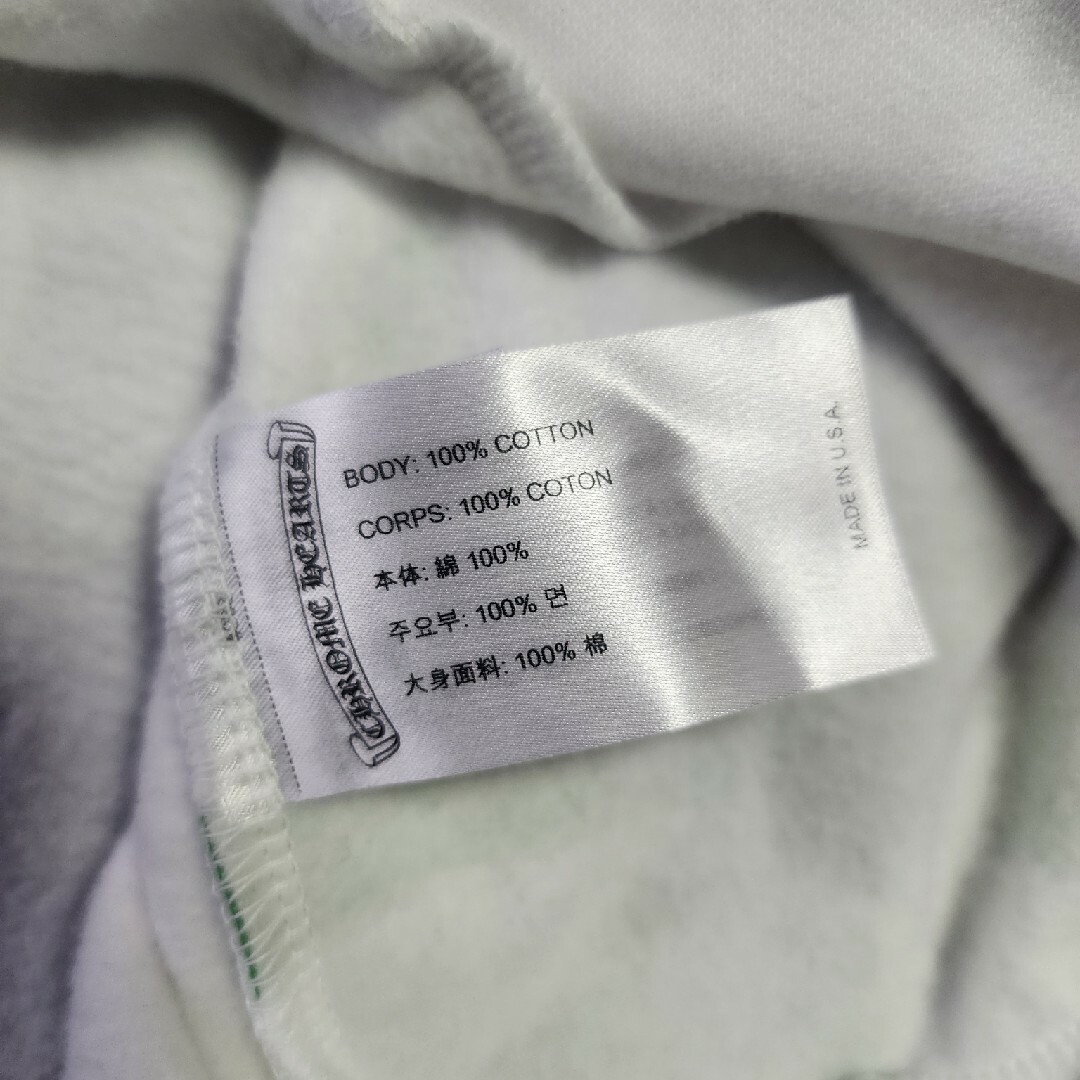 CHROME HEARTS
BODY: 100% COTTON
CORPS: 100% COTON
本体: 綿 100%
주요부: 100% 면
大身面料: 100% 棉
MADE IN U.S.A.